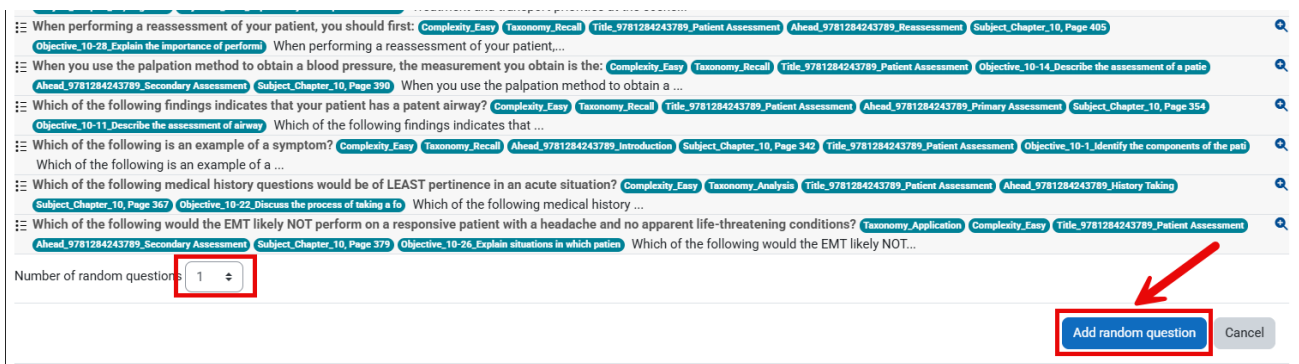 When performing a reassessment of your patient, you should first: Complexity_Easy Taxonomy_Recall Title_9781284243789_Patient Assessment Ahead_9781284243789_Reassessment Subject_Chapter_10, Page 405
Objective_10-28_Explain the importance of performi When performing a reassessment of your patient,...
When you use the palpation method to obtain a blood pressure, the measurement you obtain is the: Complexity_Easy Taxonomy_Recall Title_9781284243789_Patient Assessment Objective_10-14_Describe the assessment of a patie
Ahead_9781284243789_Secondary Assessment Subject_Chapter_10, Page 390 When you use the palpation method to obtain a ...
Which of the following findings indicates that your patient has a patent airway? Complexity_Easy Taxonomy_Recall Title_9781284243789_Patient Assessment Ahead_9781284243789_Primary Assessment Subject_Chapter_10, Page 354
Objective_10-11_Describe the assessment of airway Which of the following findings indicates that ...
Which of the following is an example of a symptom? Complexity_Easy Taxonomy_Recall Ahead_9781284243789_Introduction Subject_Chapter_10, Page 342 Title_9781284243789_Patient Assessment Objective_10-1_Identify the components of the pati
Which of the following is an example of a ...
Which of the following medical history questions would be of LEAST pertinence in an acute situation? Complexity_Easy Taxonomy_Analysis Title_9781284243789_Patient Assessment Ahead_9781284243789_History Taking
Subject_Chapter_10, Page 367 Objective_10-22_Discuss the process of taking a fo Which of the following medical history ...
Which of the following would the EMT likely NOT perform on a responsive patient with a headache and no apparent life-threatening conditions? Taxonomy_Application Complexity_Easy Title_9781284243789_Patient Assessment
Ahead_9781284243789_Secondary Assessment Subject_Chapter_10, Page 379 Objective_10-26_Explain situations in which patien Which of the following would the EMT likely NOT...
Number of random questions 1
Add random question Cancel